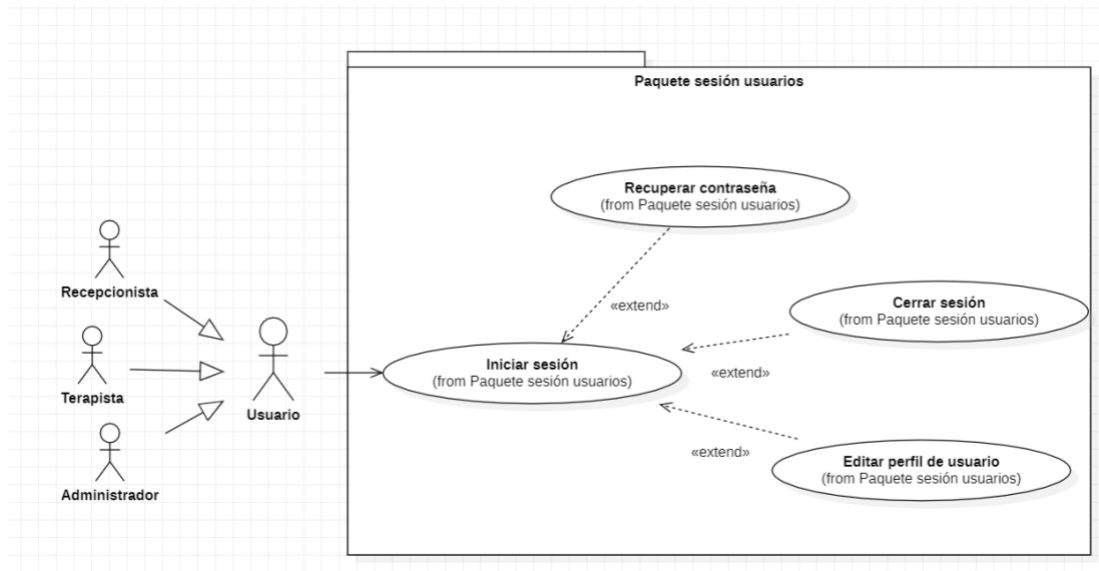 Paquete sesión usuarios
Recuperar contraseña
(from Paquete sesión usuarios)
Recepcionista
«extend»
Cerrar sesión
(from Paquete sesión usuarios)
Iniciar sesión
(from Paquete sesión usuarios)
«extend»
Terapista
Usuario
«extend»
Editar perfil de usuario
(from Paquete sesión usuarios)
Administrador